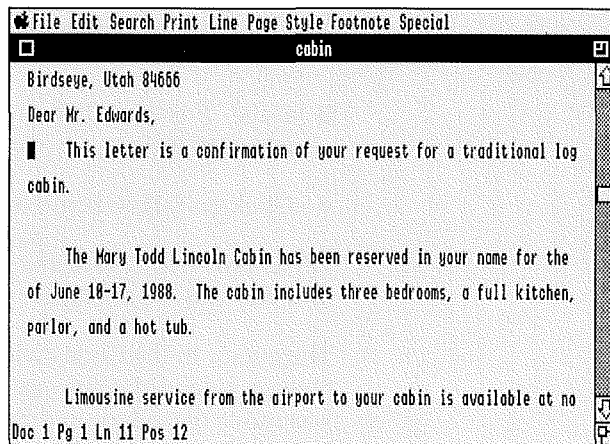 File Edit Search Print Line Page Style Footnote Special
cabin
Birdseye, Utah 84666
Dear Mr. Edwards,
This letter is a confirmation of your request for a traditional log
cabin.
The Mary Todd Lincoln Cabin has been reserved in your name for the
of June 10-17, 1988. The cabin includes three bedrooms, a full kitchen,
parlor, and a hot tub.
Limousine service from the airport to your cabin is available at no
Doc 1 Pg 1 Ln 11 Pos 12